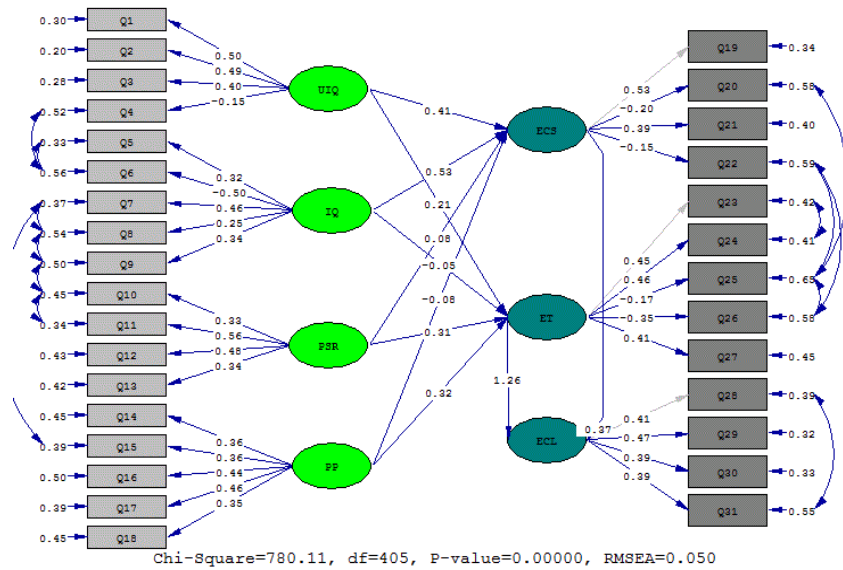 0.30 Q1
0.20 Q2
0.28 Q3
0.52 Q4
0.33 Q5
0.56 Q6
0.37 Q7
0.54 Q8
0.50 Q9
0.45 Q10
0.34 Q11
0.43 Q12
0.42 Q13
0.45 Q14
0.39 Q15
0.50 Q16
0.39 Q17
0.45 Q18
0.50
0.49
0.40
-0.15
UIQ
0.32
-0.50
0.46
0.25
0.34
IQ
0.33
0.56
0.48
0.34
PSR
0.36
0.36
0.44
0.46
0.35
PP
0.41
0.53
0.21
0.08
-0.05
-0.08
0.31
0.32
ECS
ET
1.26
ECL
0.37
0.53
-0.20
0.39
-0.15
0.45
0.46
-0.17
-0.35
0.41
0.41
0.47
0.39
0.39
Q19 0.34
Q20 0.58
Q21 0.40
Q22 0.59
Q23 0.42
Q24 0.41
Q25 0.65
Q26 0.58
Q27 0.45
Q28 0.39
Q29 0.32
Q30 0.33
Q31 0.55
Chi-Square=780.11, df=405, P-value=0.00000, RMSEA=0.050